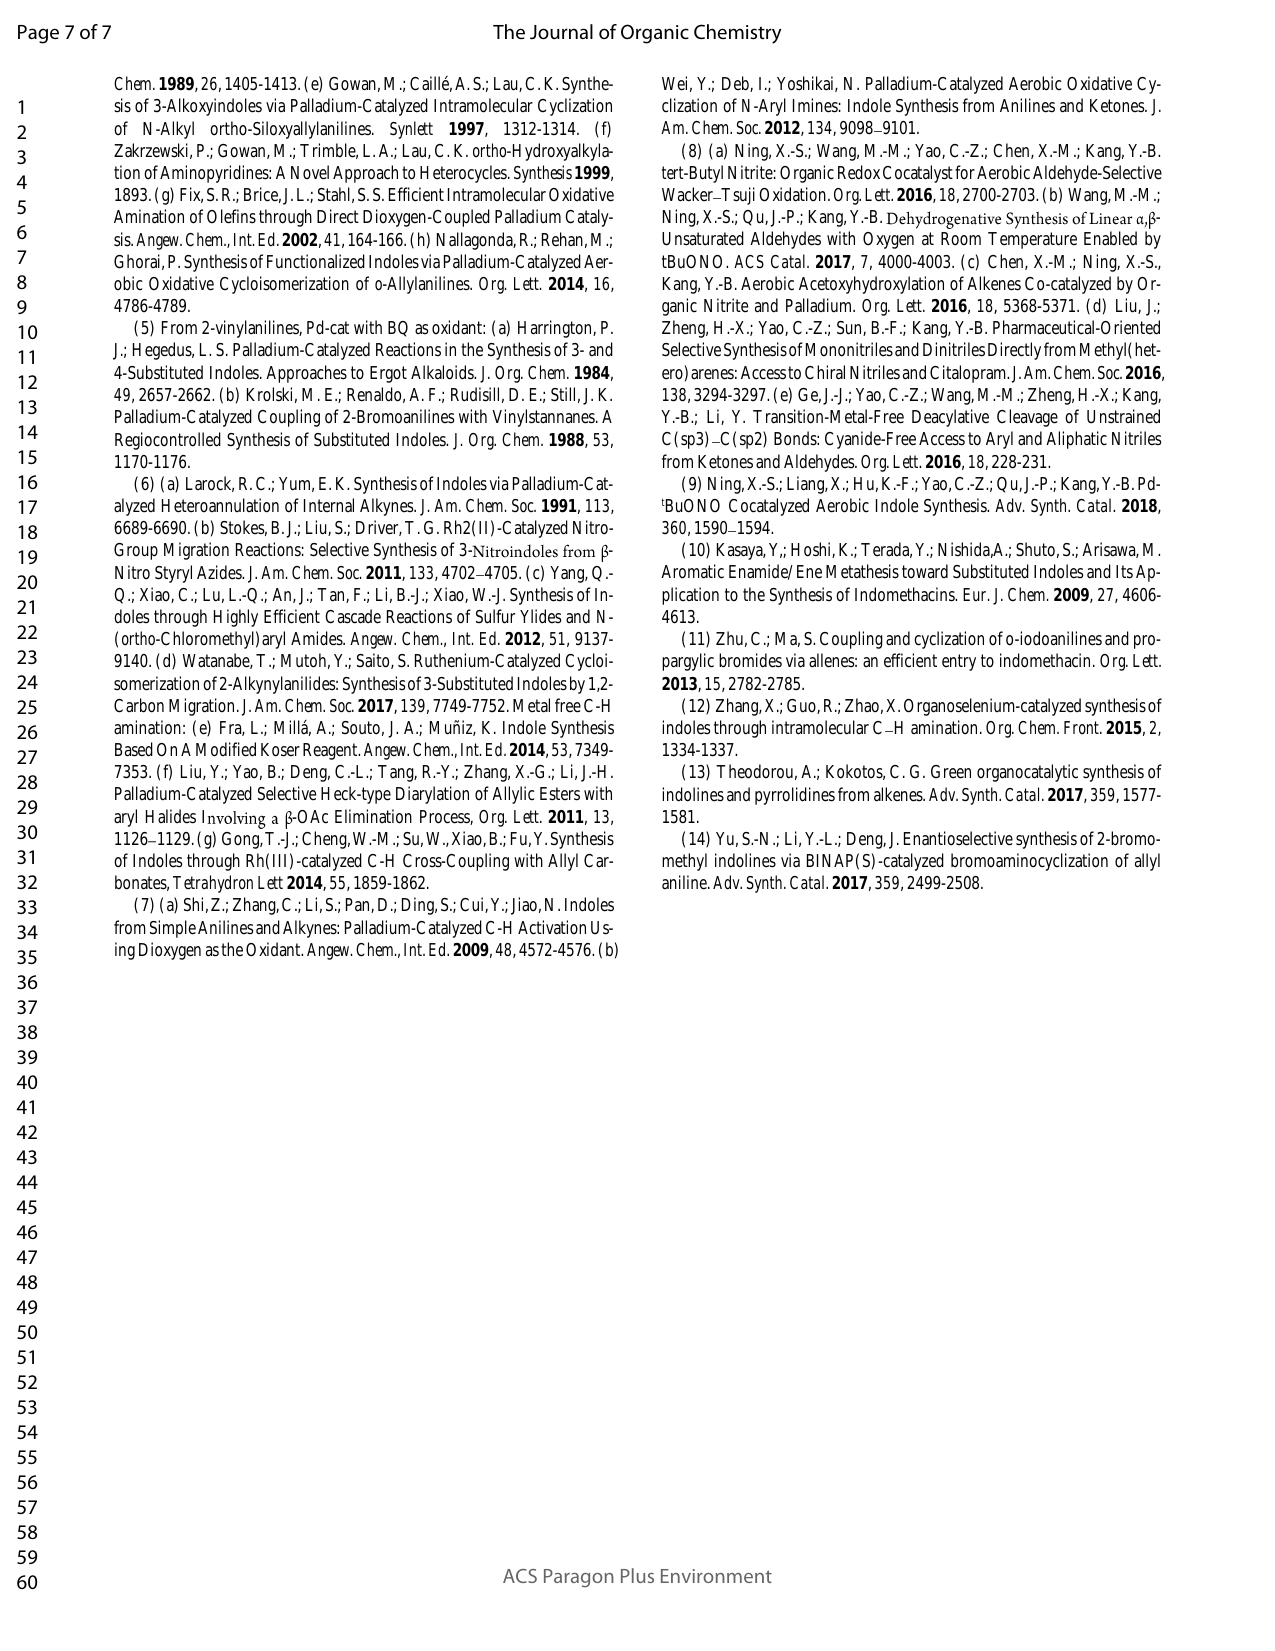 Page 7 of 7
The Journal of Organic Chemistry
1
2
3
4
5
6
7
8
9
10
11
12
13
14
15
16
17
18
19
20
21
22
23
24
25
26
27
28
29
30
31
32
33
34
35
36
37
38
39
40
41
42
43
44
45
46
47
48
49
50
51
52
53
54
55
56
57
58
59
60
Chem. 1989, 26, 1405-1413. (e) Gowan, M.; Caillé, A. S.; Lau, C. K. Synthe-
sis of 3-Alkoxyindoles via Palladium-Catalyzed Intramolecular Cyclization
of N-Alkyl ortho-Siloxyallylanilines. Synlett 1997, 1312-1314. (f)
Zakrzewski, P.; Gowan, M.; Trimble, L. A.; Lau, C. K. ortho-Hydroxyalkyla-
tion of Aminopyridines: A Novel Approach to Heterocycles. Synthesis 1999,
1893. (g) Fix, S. R.; Brice, J. L.; Stahl, S. S. Efficient Intramolecular Oxidative
Amination of Olefins through Direct Dioxygen-Coupled Palladium Cataly-
sis. Angew. Chem., Int. Ed. 2002, 41, 164-166. (h) Nallagonda, R.; Rehan, M.;
Ghorai, P. Synthesis of Functionalized Indoles via Palladium-Catalyzed Aer-
obic Oxidative Cycloisomerization of o-Allylanilines. Org. Lett. 2014, 16,
4786-4789.
(5) From 2-vinylanilines, Pd-cat with BQ as oxidant: (a) Harrington, P.
J.; Hegedus, L. S. Palladium-Catalyzed Reactions in the Synthesis of 3- and
4-Substituted Indoles. Approaches to Ergot Alkaloids. J. Org. Chem. 1984,
49, 2657-2662. (b) Krolski, M. E.; Renaldo, A. F.; Rudisill, D. E.; Still, J. K.
Palladium-Catalyzed Coupling of 2-Bromoanilines with Vinylstannanes. A
Regiocontrolled Synthesis of Substituted Indoles. J. Org. Chem. 1988, 53,
1170-1176.
(6) (a) Larock, R. C.; Yum, E. K. Synthesis of Indoles via Palladium-Cat-
alyzed Heteroannulation of Internal Alkynes. J. Am. Chem. Soc. 1991, 113,
6689-6690. (b) Stokes, B. J.; Liu, S.; Driver, T. G. Rh2(II)-Catalyzed Nitro-
Group Migration Reactions: Selective Synthesis of 3-Nitroindoles from β-
Nitro Styryl Azides. J. Am. Chem. Soc. 2011, 133, 4702–4705. (c) Yang, Q.-
Q.; Xiao, C.; Lu, L.-Q.; An, J.; Tan, F.; Li, B.-J.; Xiao, W.-J. Synthesis of In-
doles through Highly Efficient Cascade Reactions of Sulfur Ylides and N-
(ortho-Chloromethyl)aryl Amides. Angew. Chem., Int. Ed. 2012, 51, 9137-
9140. (d) Watanabe, T.; Mutoh, Y.; Saito, S. Ruthenium-Catalyzed Cycloi-
somerization of 2-Alkynylanilides: Synthesis of 3-Substituted Indoles by 1,2-
Carbon Migration. J. Am. Chem. Soc. 2017, 139, 7749-7752. Metal free C-H
amination: (e) Fra, L.; Millá, A.; Souto, J. A.; Muñiz, K. Indole Synthesis
Based On A Modified Koser Reagent. Angew. Chem., Int. Ed. 2014, 53, 7349-
7353. (f) Liu, Y.; Yao, B.; Deng, C.-L.; Tang, R.-Y.; Zhang, X.-G.; Li, J.-H.
Palladium-Catalyzed Selective Heck-type Diarylation of Allylic Esters with
aryl Halides Involving a β-OAc Elimination Process, Org. Lett. 2011, 13,
1126–1129. (g) Gong, T.-J.; Cheng, W.-M.; Su, W., Xiao, B.; Fu, Y. Synthesis
of Indoles through Rh(III)-catalyzed C-H Cross-Coupling with Allyl Car-
bonates, Tetrahydron Lett 2014, 55, 1859-1862.
(7) (a) Shi, Z.; Zhang, C.; Li, S.; Pan, D.; Ding, S.; Cui, Y.; Jiao, N. Indoles
from Simple Anilines and Alkynes: Palladium-Catalyzed C-H Activation Us-
ing Dioxygen as the Oxidant. Angew. Chem., Int. Ed. 2009, 48, 4572-4576. (b)
Wei, Y.; Deb, I.; Yoshikai, N. Palladium-Catalyzed Aerobic Oxidative Cy-
clization of N-Aryl Imines: Indole Synthesis from Anilines and Ketones. J.
Am. Chem. Soc. 2012, 134, 9098–9101.
(8) (a) Ning, X.-S.; Wang, M.-M.; Yao, C.-Z.; Chen, X.-M.; Kang, Y.-B.
tert-Butyl Nitrite: Organic Redox Cocatalyst for Aerobic Aldehyde-Selective
Wacker–Tsuji Oxidation. Org. Lett. 2016, 18, 2700-2703. (b) Wang, M.-M.;
Ning, X.-S.; Qu, J.-P.; Kang, Y.-B. Dehydrogenative Synthesis of Linear α,β-
Unsaturated Aldehydes with Oxygen at Room Temperature Enabled by
tBuONO. ACS Catal. 2017, 7, 4000-4003. (c) Chen, X.-M.; Ning, X.-S.,
Kang, Y.-B. Aerobic Acetoxyhydroxylation of Alkenes Co-catalyzed by Or-
ganic Nitrite and Palladium. Org. Lett. 2016, 18, 5368-5371. (d) Liu, J.;
Zheng, H.-X.; Yao, C.-Z.; Sun, B.-F.; Kang, Y.-B. Pharmaceutical-Oriented
Selective Synthesis of Mononitriles and Dinitriles Directly from Methyl(het-
ero)arenes: Access to Chiral Nitriles and Citalopram. J. Am. Chem. Soc. 2016,
138, 3294-3297. (e) Ge, J.-J.; Yao, C.-Z.; Wang, M.-M.; Zheng, H.-X.; Kang,
Y.-B.; Li, Y. Transition-Metal-Free Deacylative Cleavage of Unstrained
C(sp3)–C(sp2) Bonds: Cyanide-Free Access to Aryl and Aliphatic Nitriles
from Ketones and Aldehydes. Org. Lett. 2016, 18, 228-231.
(9) Ning, X.-S.; Liang, X.; Hu, K.-F.; Yao, C.-Z.; Qu, J.-P.; Kang, Y.-B. Pd-
tBuONO Cocatalyzed Aerobic Indole Synthesis. Adv. Synth. Catal. 2018,
360, 1590–1594.
(10) Kasaya, Y,; Hoshi, K.; Terada, Y.; Nishida,A.; Shuto, S.; Arisawa, M.
Aromatic Enamide/Ene Metathesis toward Substituted Indoles and Its Ap-
plication to the Synthesis of Indomethacins. Eur. J. Chem. 2009, 27, 4606-
4613.
(11) Zhu, C.; Ma, S. Coupling and cyclization of o-iodoanilines and pro-
pargylic bromides via allenes: an efficient entry to indomethacin. Org. Lett.
2013, 15, 2782-2785.
(12) Zhang, X.; Guo, R.; Zhao, X. Organoselenium-catalyzed synthesis of
indoles through intramolecular C–H amination. Org. Chem. Front. 2015, 2,
1334-1337.
(13) Theodorou, A.; Kokotos, C. G. Green organocatalytic synthesis of
indolines and pyrrolidines from alkenes. Adv. Synth. Catal. 2017, 359, 1577-
1581.
(14) Yu, S.-N.; Li, Y.-L.; Deng, J. Enantioselective synthesis of 2-bromo-
methyl indolines via BINAP(S)-catalyzed bromoaminocyclization of allyl
aniline. Adv. Synth. Catal. 2017, 359, 2499-2508.
ACS Paragon Plus Environment